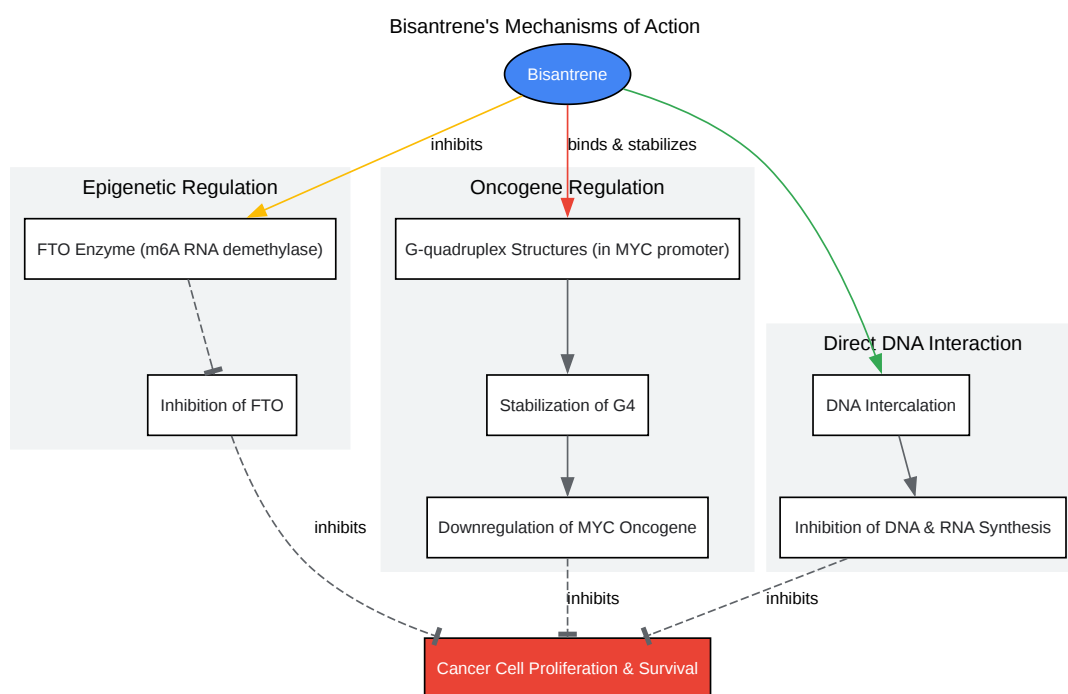 Bisantrene's Mechanisms of Action
Bisantrene
inhibits
binds & stabilizes
Epigenetic Regulation
Oncogene Regulation
FTO Enzyme (m6A RNA demethylase)
G-quadruplex Structures (in MYC promoter)
Direct DNA Interaction
Inhibition of FTO
Stabilization of G4
DNA Intercalation
inhibits
Downregulation of MYC Oncogene
Inhibition of DNA & RNA Synthesis
inhibits
inhibits
Cancer Cell Proliferation & Survival